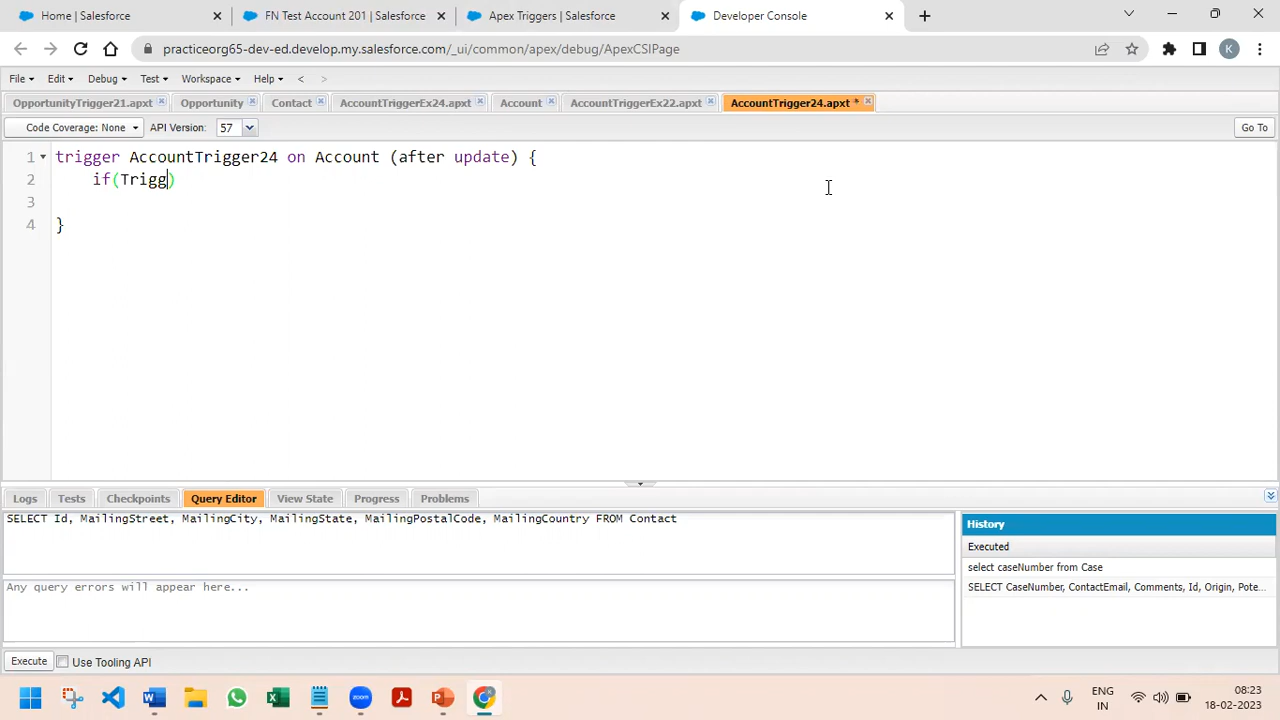 Home | Salesforce
FN Test Account 201 | Salesforce
Apex Triggers | Salesforce
Developer Console
practiceorg65-dev-ed.develop.my.salesforce.com/_ui/common/apex/debug/ApexCSIPage
K
File Edit Debug Test Workspace Help < >
OpportunityTrigger21.apxt Opportunity Contact AccountTriggerEx24.apxt Account AccountTriggerEx22.apxt AccountTrigger24.apxt *
Code Coverage: None API Version: 57 Go To
1 trigger AccountTrigger24 on Account (after update) {
2 if(Trigg)
3
4 }
Logs Tests Checkpoints Query Editor View State Progress Problems
SELECT Id, MailingStreet, MailingCity, MailingState, MailingPostalCode, MailingCountry FROM Contact
Any query errors will appear here...
History
Executed
select caseNumber from Case
SELECT CaseNumber, ContactEmail, Comments, Id, Origin, Pote...
Execute Use Tooling API
ENG
IN
08:23
18-02-2023